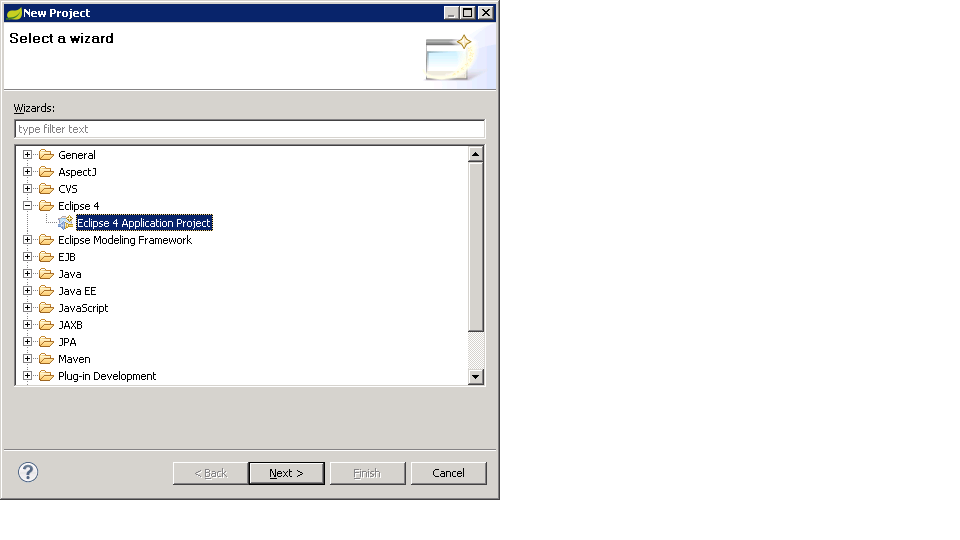 New Project
Select a wizard
Wizards:
type filter text
General
AspectJ
CVS
Eclipse 4
Eclipse 4 Application Project
Eclipse Modeling Framework
EJB
Java
Java EE
JavaScript
JAXB
JPA
Maven
Plug-in Development
?
< Back Next > Finish Cancel